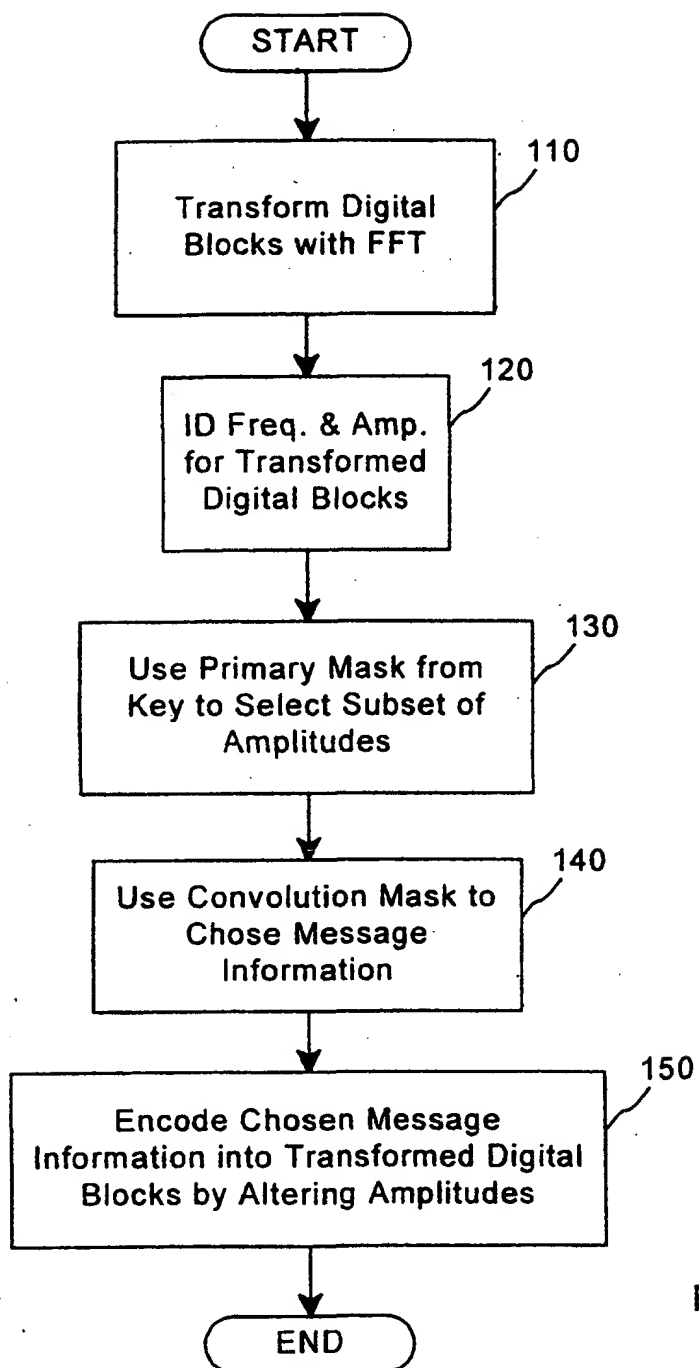 START
110
Transform Digital
Blocks with FFT
120
ID Freq. & Amp.
for Transformed
Digital Blocks
130
Use Primary Mask from
Key to Select Subset of
Amplitudes
140
Use Convolution Mask to
Chose Message
Information
150
Encode Chosen Message
Information into Transformed Digital
Blocks by Altering Amplitudes
END